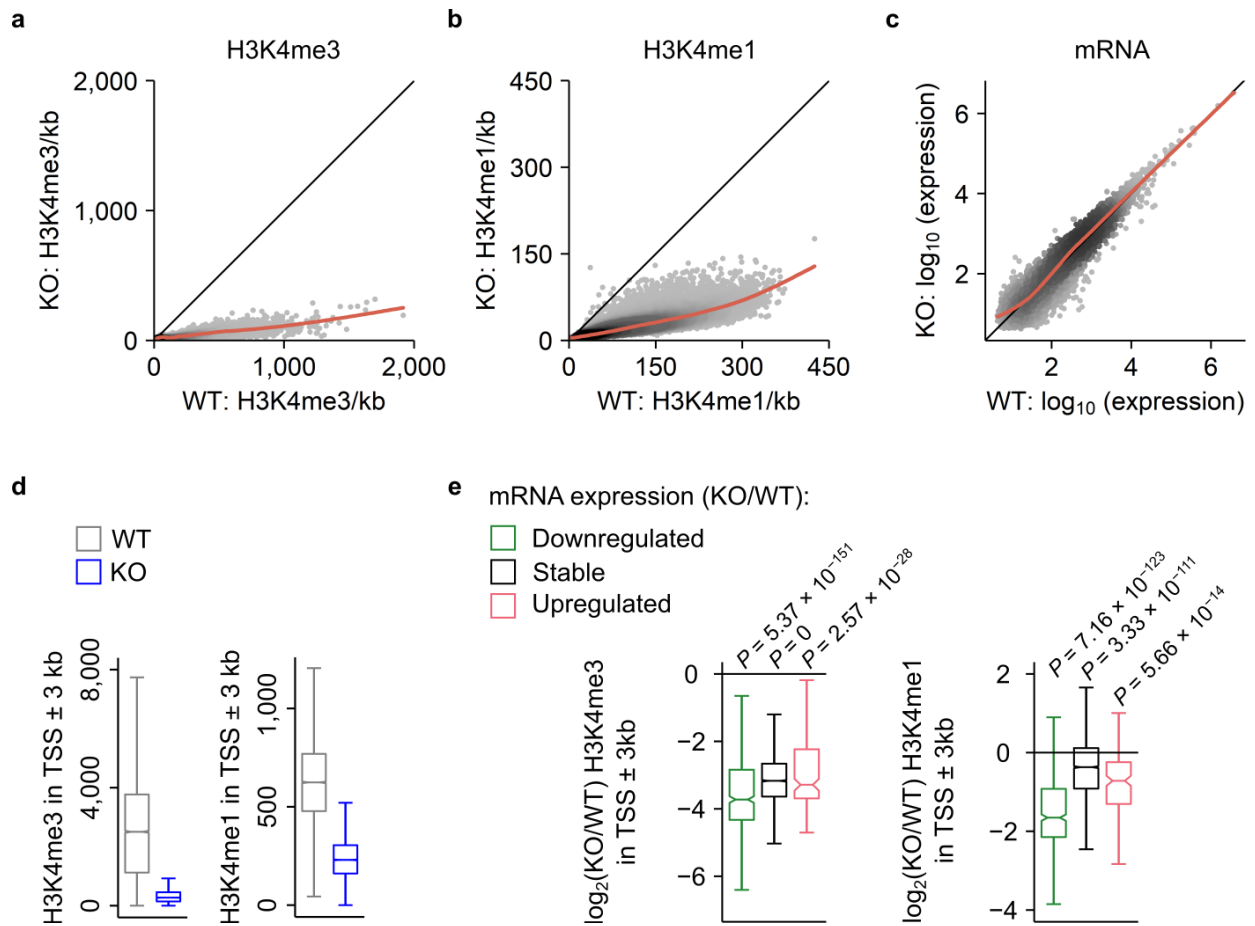 a
H3K4me3
KO: H3K4me3/kb
2,000
1,000
0
0
1,000
2,000
WT: H3K4me3/kb
b
H3K4me1
KO: H3K4me1/kb
450
300
150
0
0
150
300
450
WT: H3K4me1/kb
c
mRNA
KO: log₁₀ (expression)
6
4
2
2
4
6
WT: log₁₀ (expression)
d
WT
KO
H3K4me3 in TSS ± 3 kb
8,000
4,000
0
H3K4me1 in TSS ± 3 kb
1,000
500
0
e
mRNA expression (KO/WT):
Downregulated
Stable
Upregulated
P = 5.37 × 10⁻¹⁵¹
P = 0
P = 2.57 × 10⁻²⁸
log₂(KO/WT) H3K4me3
in TSS ± 3kb
0
−2
−4
−6
P = 7.16 × 10⁻¹²³
P = 3.33 × 10⁻¹¹¹
P = 5.66 × 10⁻¹⁴
log₂(KO/WT) H3K4me1
in TSS ± 3kb
2
0
−2
−4